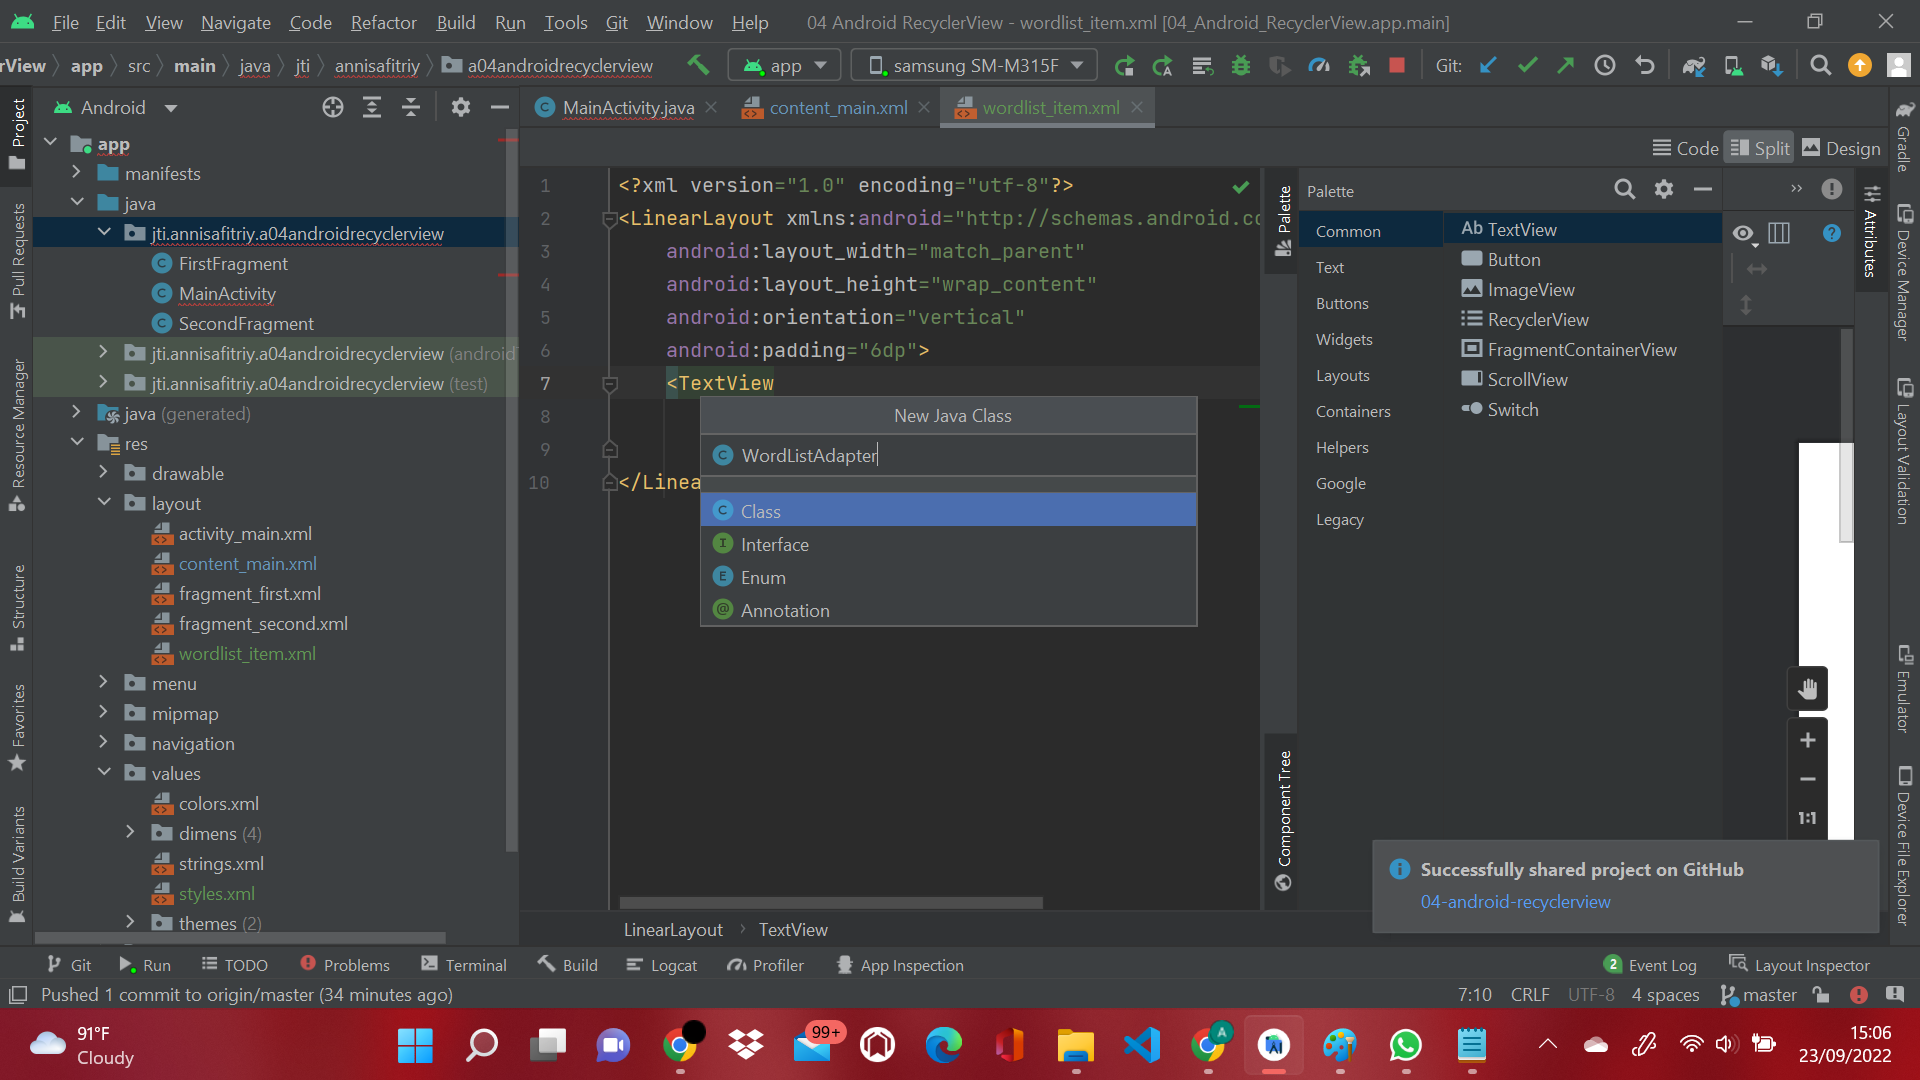 File Edit View Navigate Code Refactor Build Run Tools Git Window Help 04 Android RecyclerView - wordlist_item.xml [04_Android_RecyclerView.app.main]
rView app src main java jti annisafitriy a04androidrecyclerview app samsung SM-M315F Git:
Project
Android
MainActivity.java content_main.xml wordlist_item.xml
Code Split Design
app
manifests
java
jti.annisafitriy.a04androidrecyclerview
FirstFragment
MainActivity
SecondFragment
jti.annisafitriy.a04androidrecyclerview (android
jti.annisafitriy.a04androidrecyclerview (test)
java (generated)
res
drawable
layout
activity_main.xml
content_main.xml
fragment_first.xml
fragment_second.xml
wordlist_item.xml
menu
mipmap
navigation
values
colors.xml
dimens (4)
strings.xml
styles.xml
themes (2)
Pull Requests
Resource Manager
Structure
Favorites
Build Variants
1 <?xml version="1.0" encoding="utf-8"?>
2 <LinearLayout xmlns:android="http://schemas.android.co
3 android:layout_width="match_parent"
4 android:layout_height="wrap_content"
5 android:orientation="vertical"
6 android:padding="6dp">
7 <TextView
8
9
10 </Linea
New Java Class
WordListAdapter
Class
Interface
Enum
Annotation
LinearLayout TextView
Palette
Component Tree
Palette
Common
Text
Buttons
Widgets
Layouts
Containers
Helpers
Google
Legacy
Ab TextView
Button
ImageView
RecyclerView
FragmentContainerView
ScrollView
Switch
1:1
Attributes
Gradle
Device Manager
Layout Validation
Emulator
Device File Explorer
Successfully shared project on GitHub
04-android-recyclerview
Git Run TODO Problems Terminal Build Logcat Profiler App Inspection 2 Event Log Layout Inspector
Pushed 1 commit to origin/master (34 minutes ago) 7:10 CRLF UTF-8 4 spaces master
91°F
Cloudy
99+
A
15:06
23/09/2022